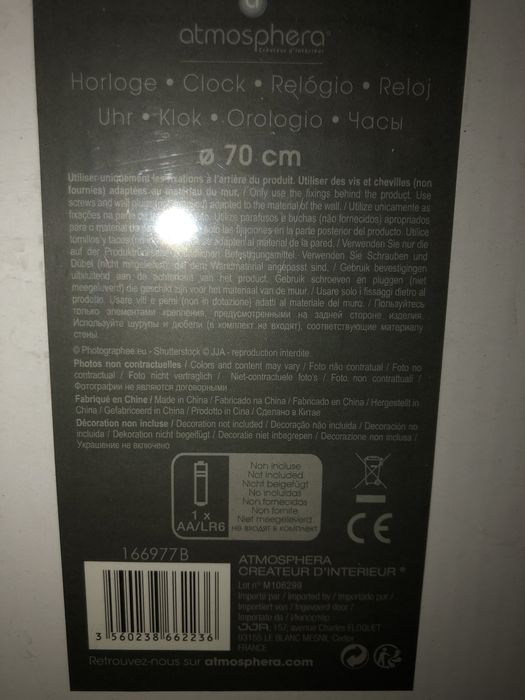 atmosphera
Créateur d'intérieur
Horloge • Clock • Relógio • Reloj
Uhr • Klok • Orologio • Часы
ø 70 cm
Utiliser uniquement les fixations à l'arrière du produit. Utiliser des vis et chevilles (non
fournies) adaptées au matériau du mur. / Only use the fixings behind the product. Use
screws and wall plugs adapted to the material of the wall. / Utilize unicamente as
fixações na parte Utilize parafusos e buchas (não fornecidos) apropriados
para o material da solo las fijaciones en la parte posterior del producto. Utilice
tornillos y tacos adapten al material de la pared. / Verwenden Sie nur die
auf der Produktrückseite Befestigungsmittel. Verwenden Sie Schrauben und
Dübel (nicht mitgeliefert), die dem Wandmaterial angepasst sind. / Gebruik bevestigingen
uitsluitend aan de achterkant van het product. Gebruik schroeven en pluggen (niet
meegeleverd) die geschikt zijn voor het materiaal van de muur. / Usare solo i fissaggi dietro al
prodotto. Usare viti e perni (non in dotazione) adatti al materiale del muro. / Пользуйтесь
только элементами крепления, предусмотренными на задней стороне изделия.
Используйте шурупы и дюбели (в комплект не входят), соответствующие материалу
стены.
© Photographee.eu - Shutterstock © JJA - reproduction interdite.
Photos non contractuelles / Colors and content may vary / Foto não contratual / Foto no
contractual / Foto nicht vertraglich / Niet-contractuele foto's / Foto non contrattuali /
Фотографии не являются договорными
Fabriqué en Chine / Made in China / Fabricado na China / Fabricado en China / Hergestellt in
China / Gefabriceerd in China / Prodotto in Cina / Сделано в Китае
Décoration non incluse / Decoration not included / Decoração não incluída / Decoración no
incluida / Dekoration nicht beigefügt / Decoratie niet inbegrepen / Decorazione non inclusa /
Украшение не включено
1 x
AA/LR6
Non incluse
Not included
Nicht beigefügt
No incluidas
Non fornecidas
Non fornite
Niet meegeleverd
НЕ ВХОДЯТ В КОМПЛЕКТ
CE
166977B
3 560238 662236
ATMOSPHERA
CREATEUR D'INTERIEUR ®
Lot n° M106299
Importé par / Imported by / Importado por /
Importiert von / Ingevoerd door /
Importato da / Импортёр /
JJA, 157, avenue Charles FLOQUET
93155 LE BLANC MESNIL Cedex
FRANCE
Retrouvez-nous sur atmosphera.com